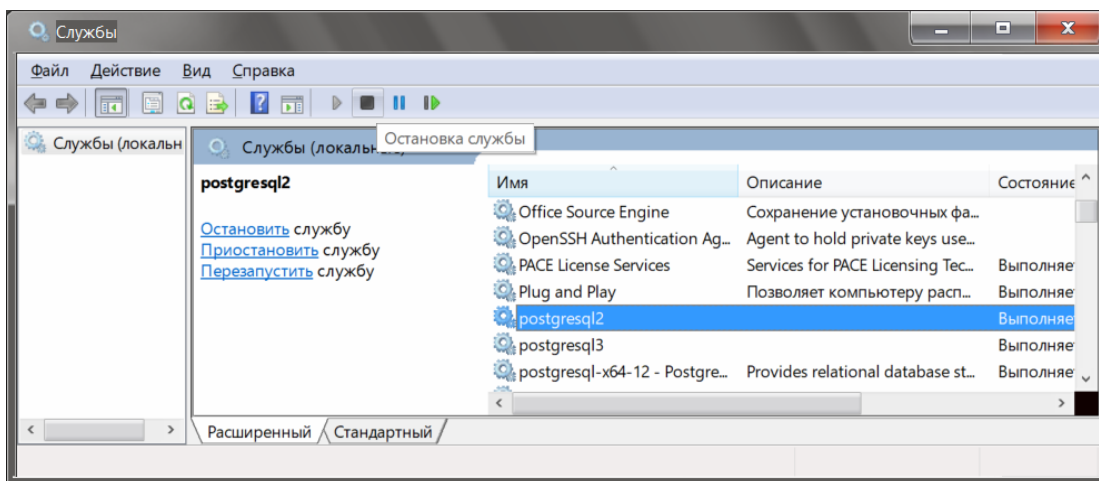 Службы
Файл Действие Вид Справка
Остановка службы
Службы (локальн
Службы (локальные)
postgresql2
Остановить службу
Приостановить службу
Перезапустить службу
Имя Описание Состояние
Office Source Engine Сохранение установочных фа...
OpenSSH Authentication Ag... Agent to hold private keys use...
PACE License Services Services for PACE Licensing Tec... Выполняет
Plug and Play Позволяет компьютеру расп... Выполняет
postgresql2 Выполняет
postgresql3 Выполняет
postgresql-x64-12 - Postgre... Provides relational database st... Выполняет
Расширенный Стандартный